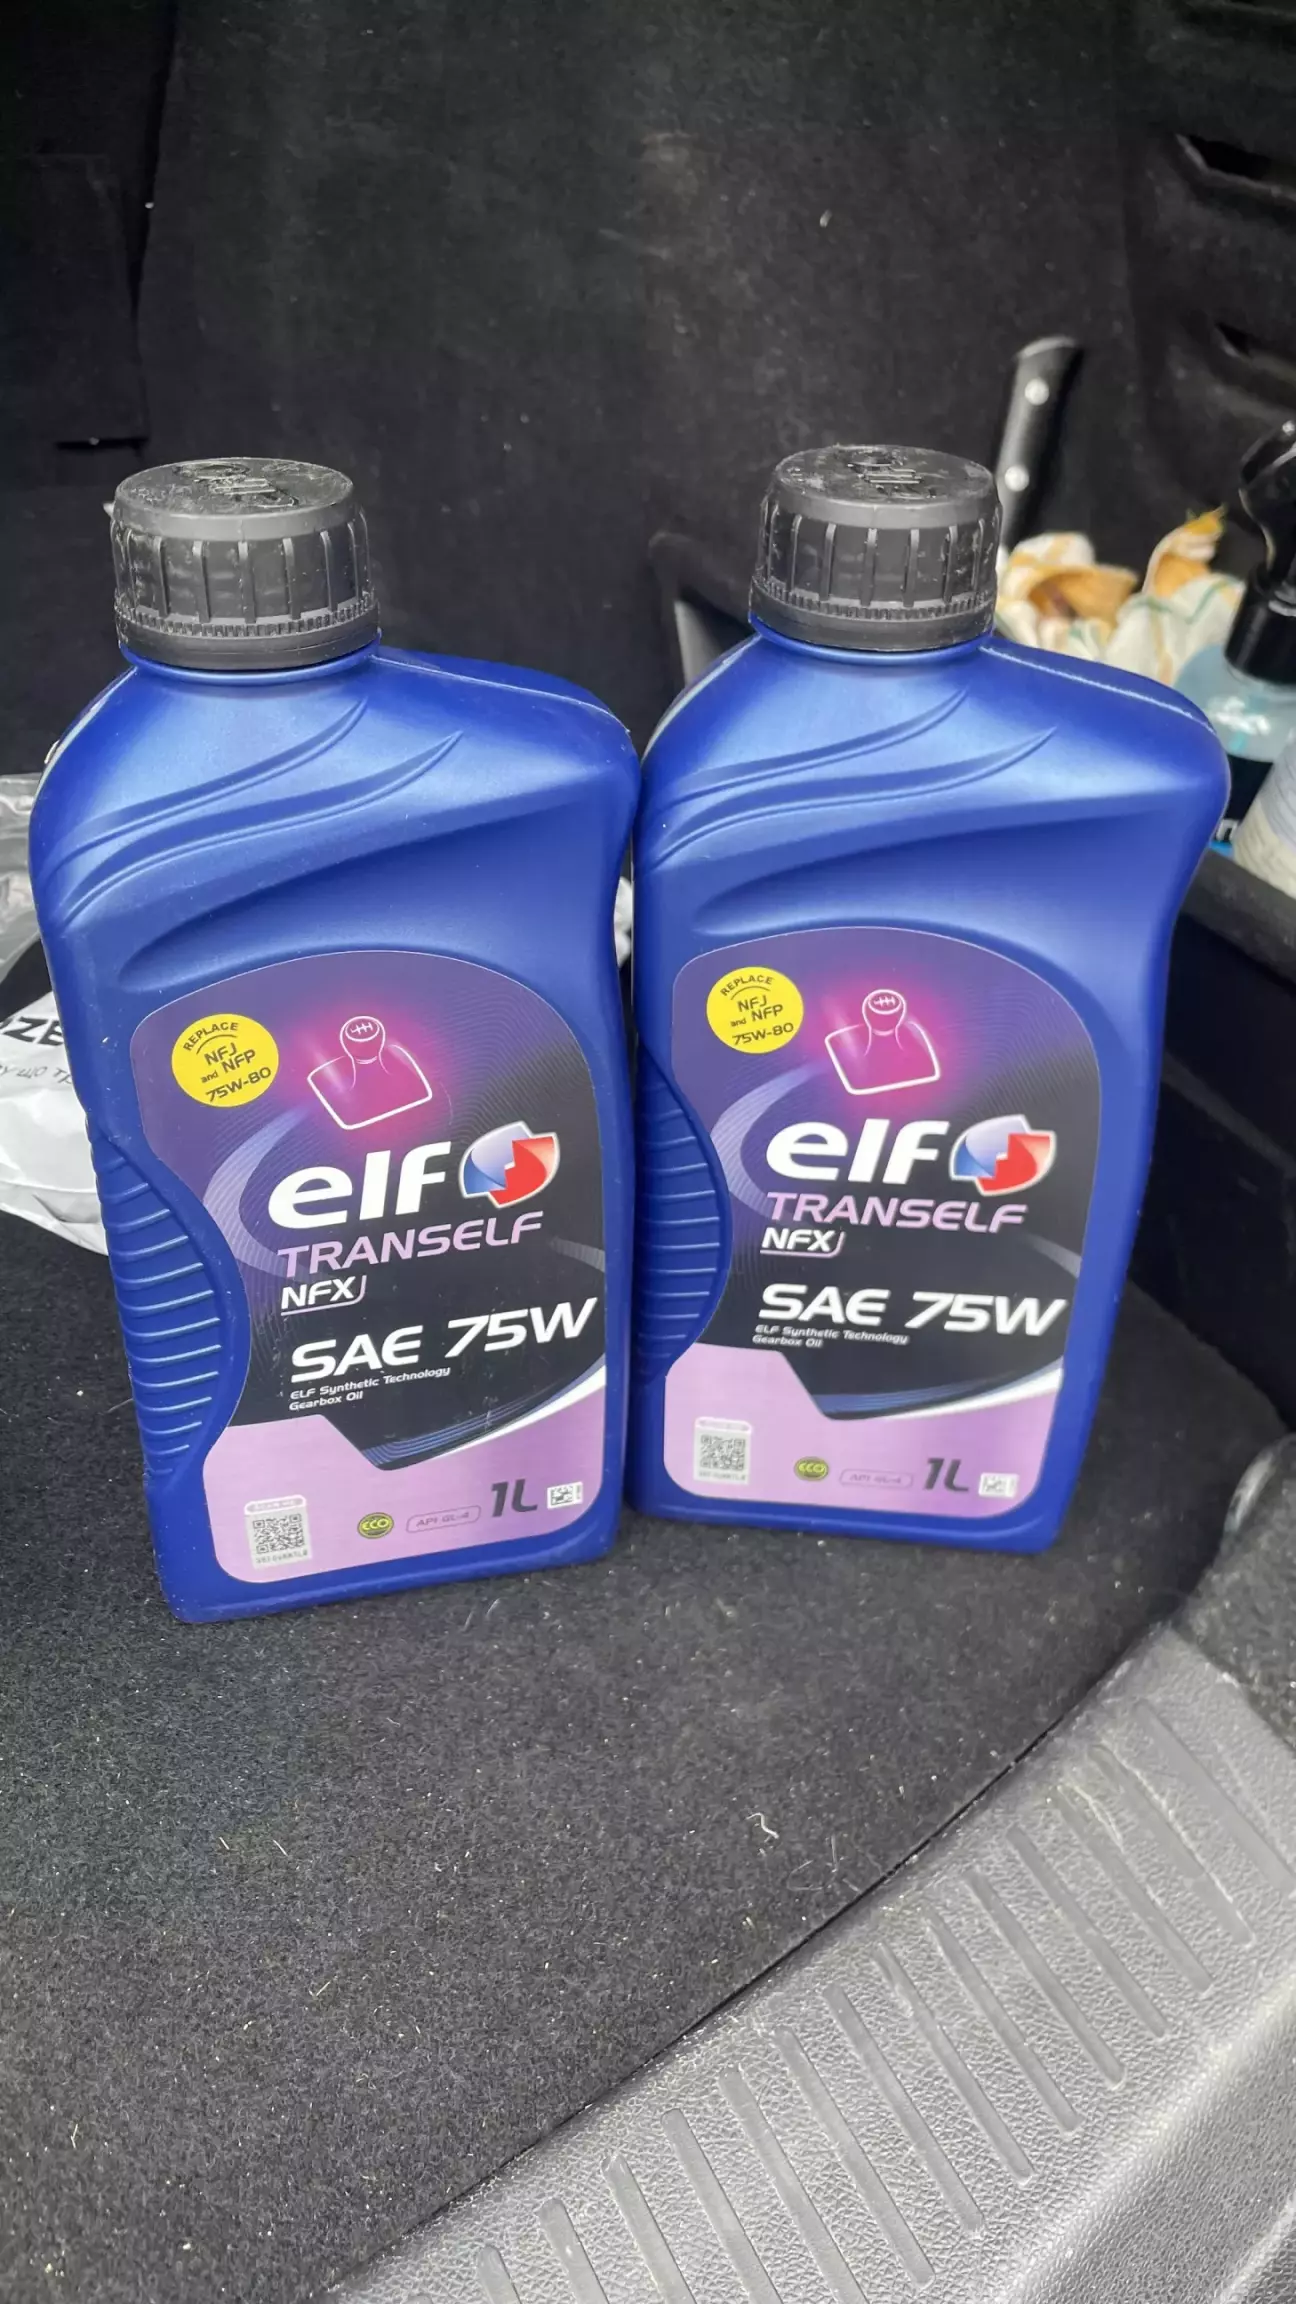 REPLACE
NFJ
and NFP
75W-80
elf
TRANSELF
NFX
SAE 75W
ELF Synthetic Technology
Gearbox Oil
ECO
API GL-4
1L
REPLACE
NFJ
and NFP
75W-80
elf
TRANSELF
NFX
SAE 75W
ELF Synthetic Technology
Gearbox Oil
ECO
API GL-4
1L